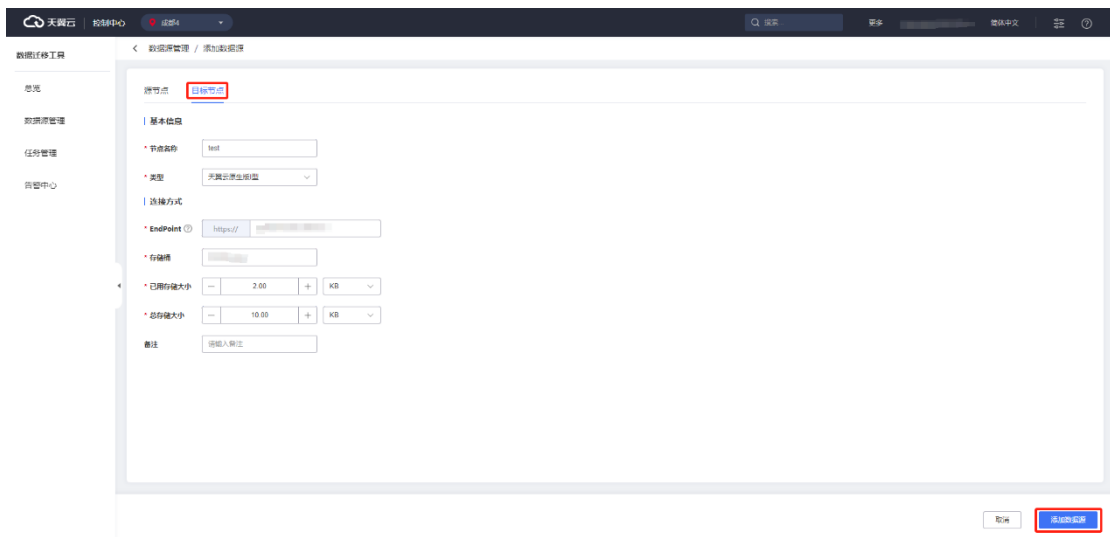 天翼云 控制中心 成都4 搜索 更多 简体中文
数据迁移工具
总览
数据源管理
任务管理
告警中心
数据源管理 / 添加数据源
源节点 目标节点
基本信息
* 节点名称 test
* 类型 天翼云原生版I型
连接方式
* EndPoint ? https://
* 存储桶
* 已用存储大小 — 2.00 + KB
* 总存储大小 — 10.00 + KB
备注 请输入备注
取消 添加数据源